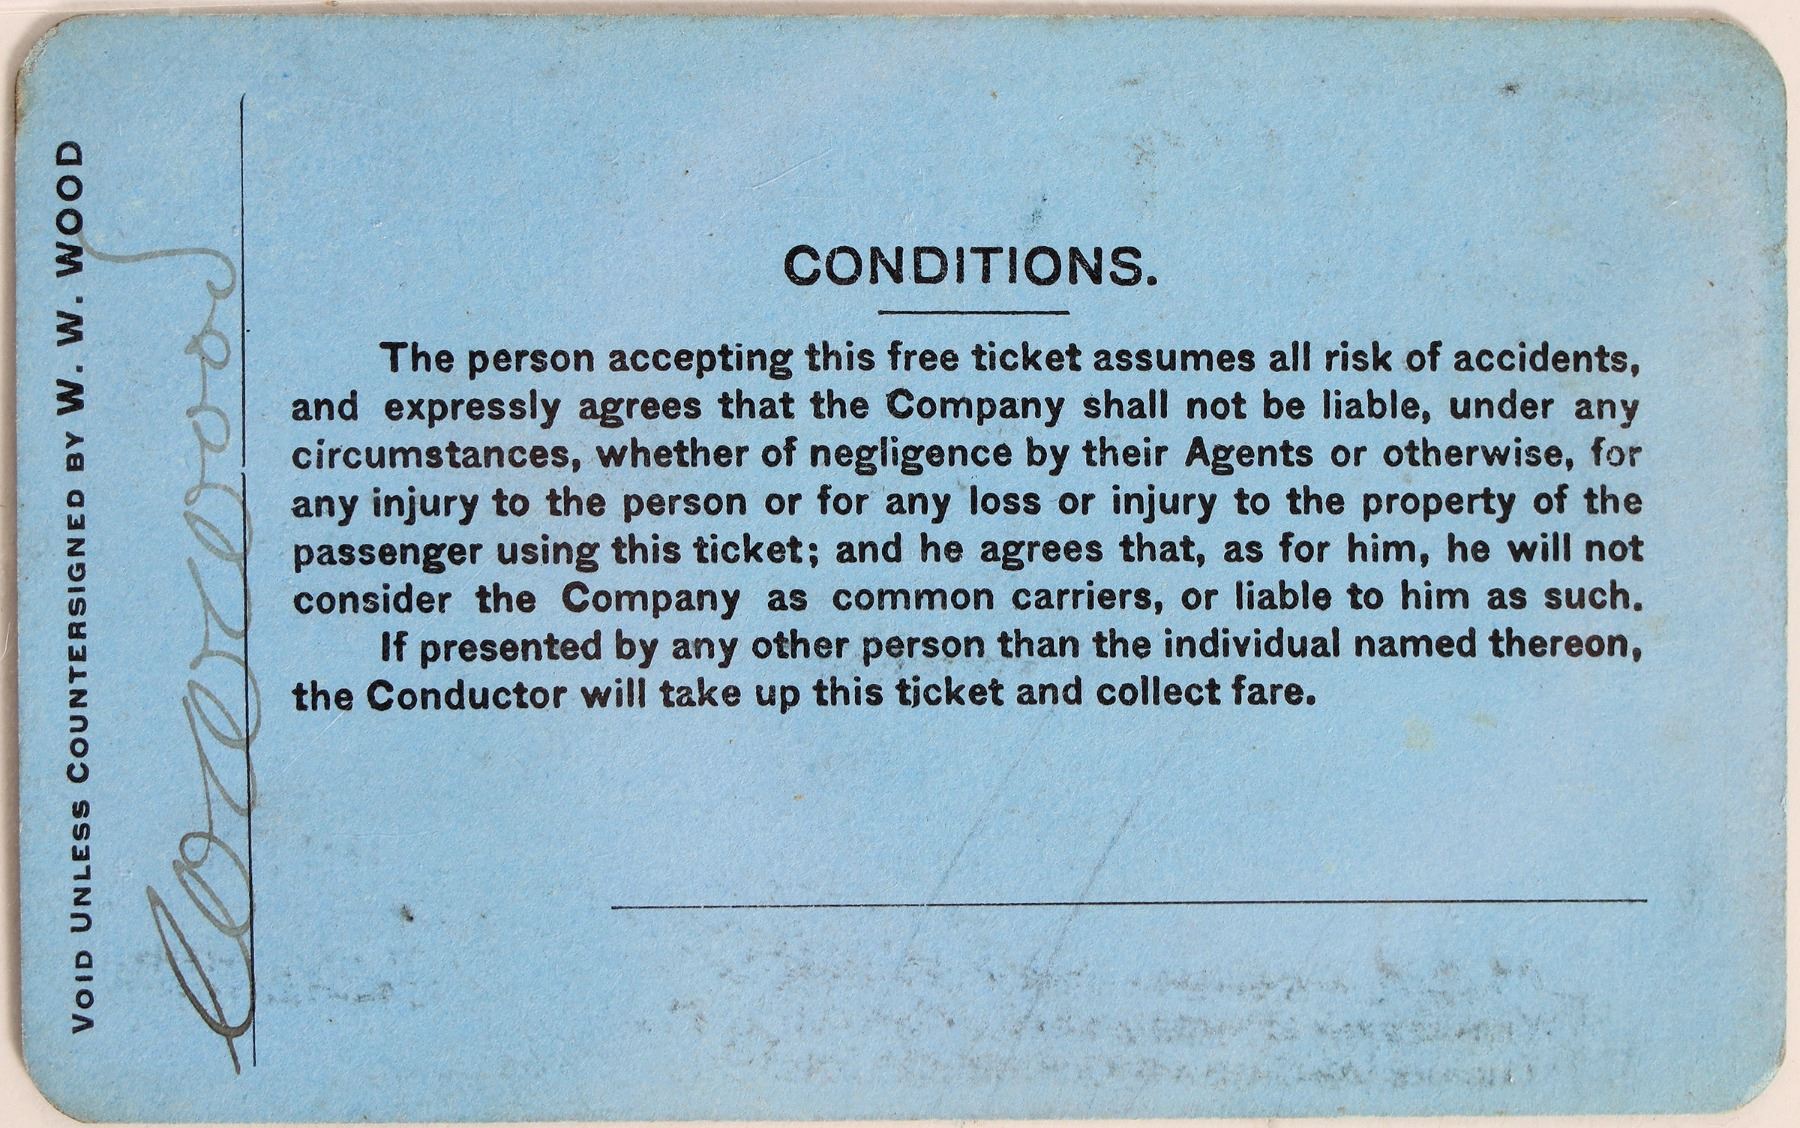 VOID UNLESS COUNTERSIGNED BY W. W. WOOD
CONDITIONS.
The person accepting this free ticket assumes all risk of accidents,
and expressly agrees that the Company shall not be liable, under any
circumstances, whether of negligence by their Agents or otherwise, for
any injury to the person or for any loss or injury to the property of the
passenger using this ticket; and he agrees that, as for him, he will not
consider the Company as common carriers, or liable to him as such.
If presented by any other person than the individual named thereon,
the Conductor will take up this ticket and collect fare.